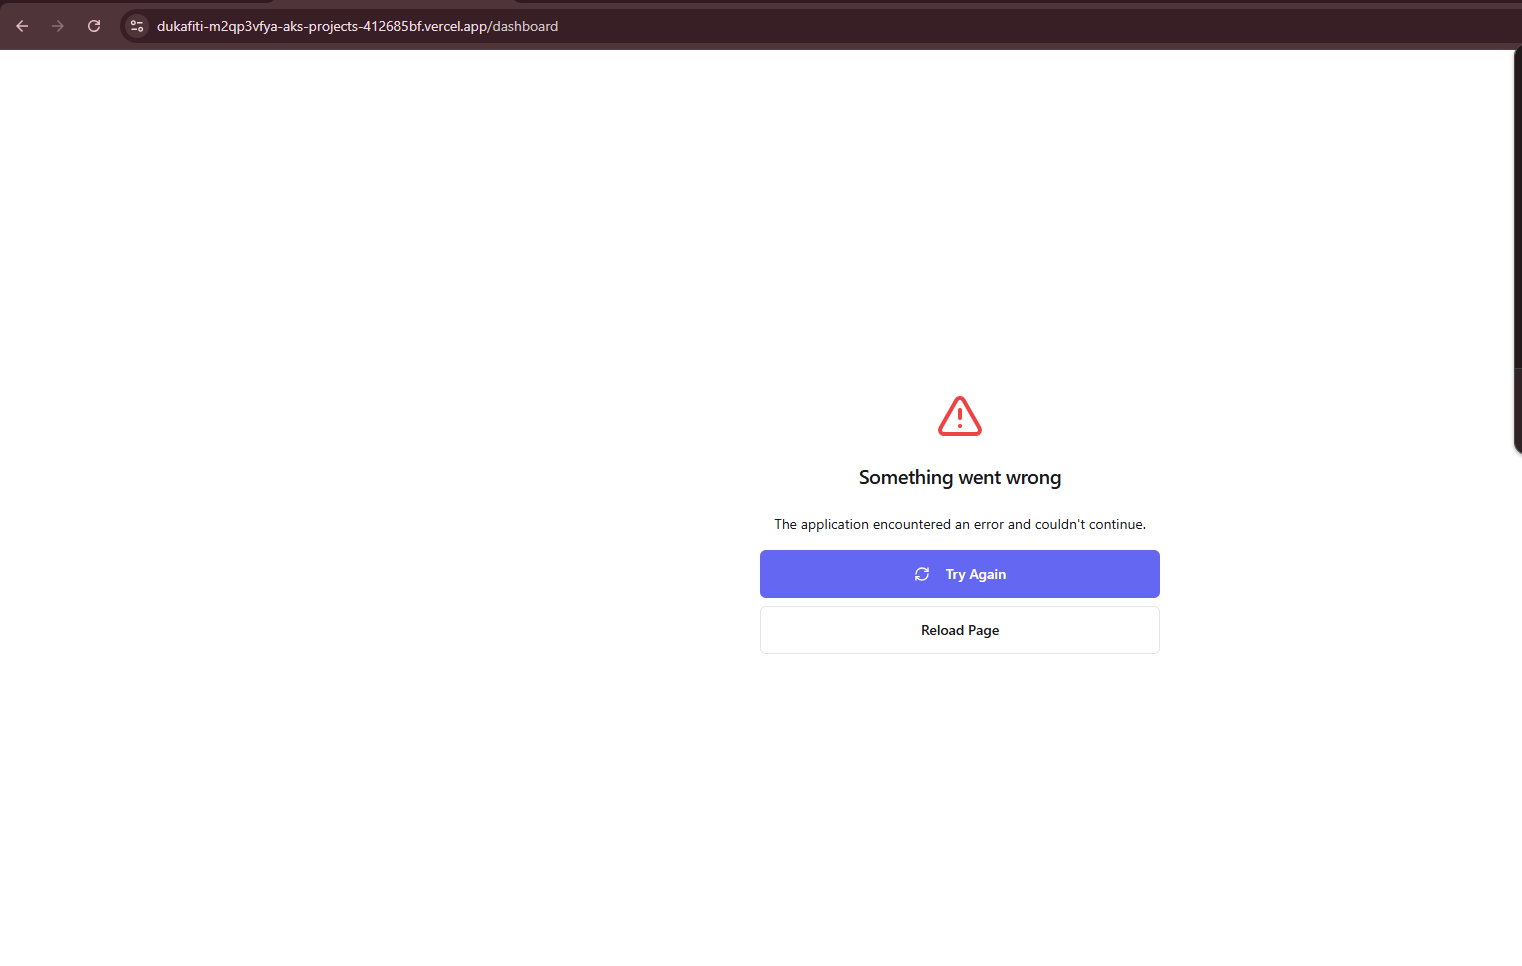 dukafiti-m2qp3vfya-aks-projects-412685bf.vercel.app/dashboard
Something went wrong
The application encountered an error and couldn't continue.
Try Again
Reload Page